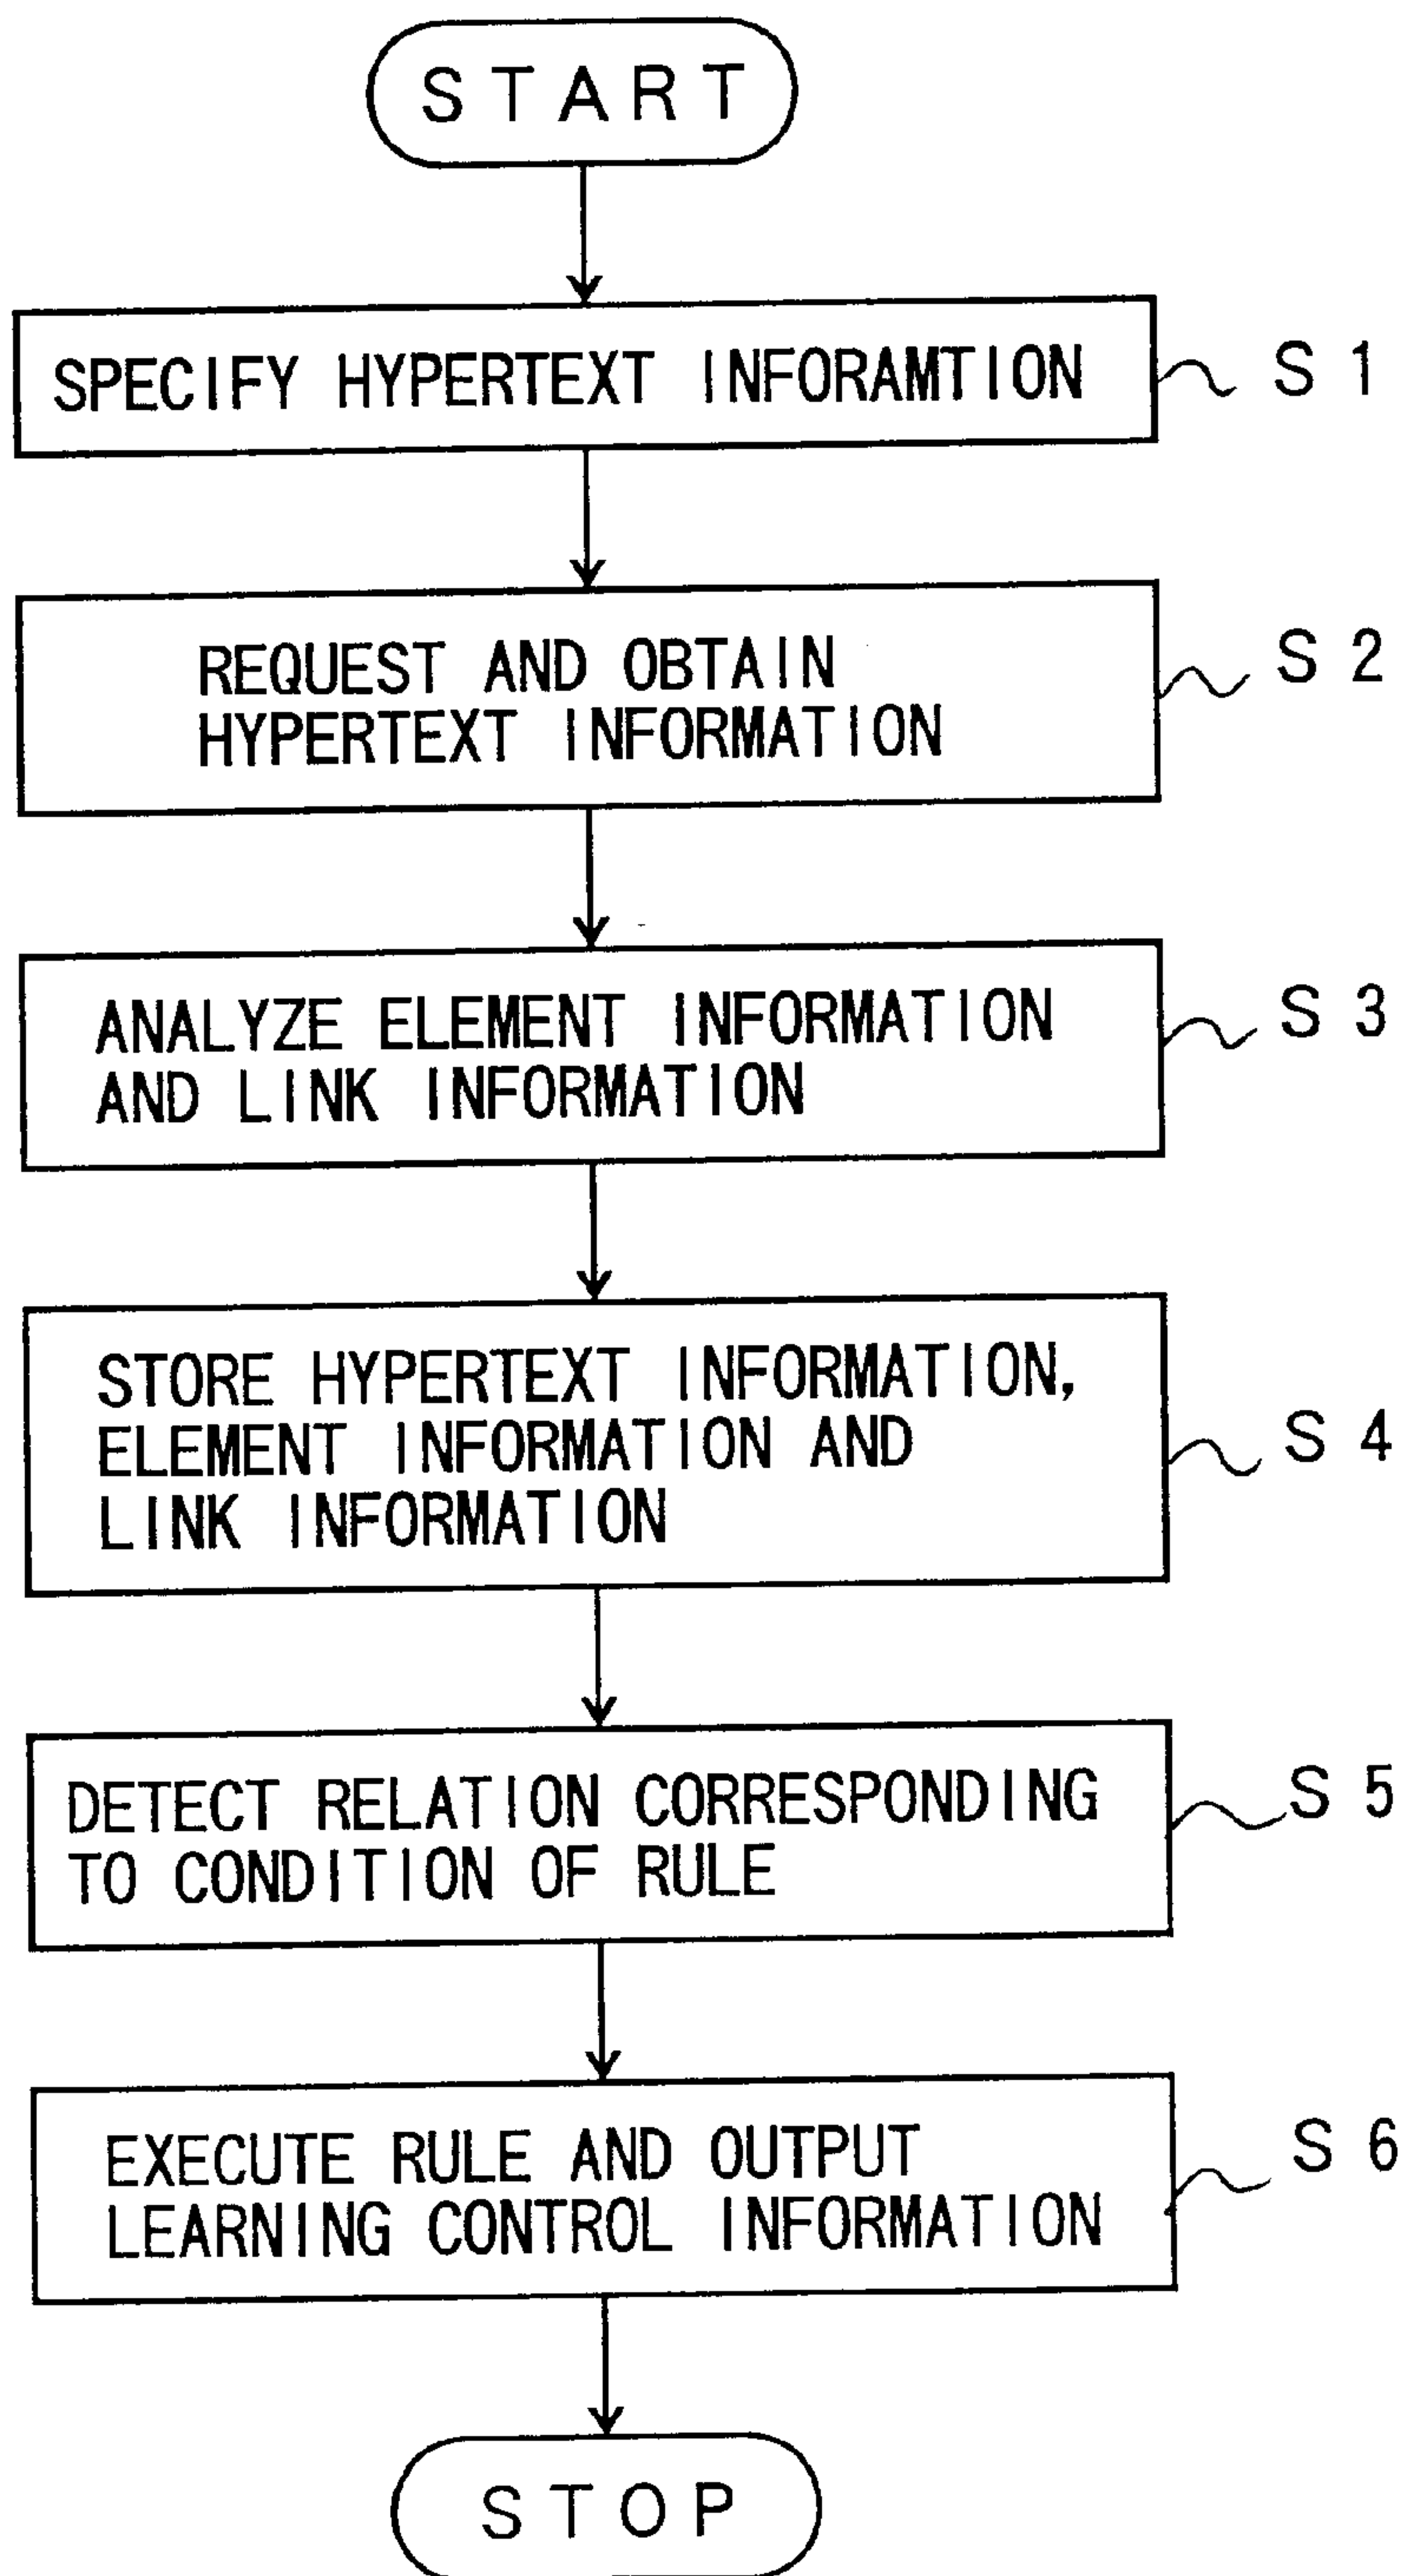 START
SPECIFY HYPERTEXT INFORAMTION
S 1
REQUEST AND OBTAIN
HYPERTEXT INFORMATION
S 2
ANALYZE ELEMENT INFORMATION
AND LINK INFORMATION
S 3
STORE HYPERTEXT INFORMATION,
ELEMENT INFORMATION AND
LINK INFORMATION
S 4
DETECT RELATION CORRESPONDING
TO CONDITION OF RULE
S 5
EXECUTE RULE AND OUTPUT
LEARNING CONTROL INFORMATION
S 6
STOP